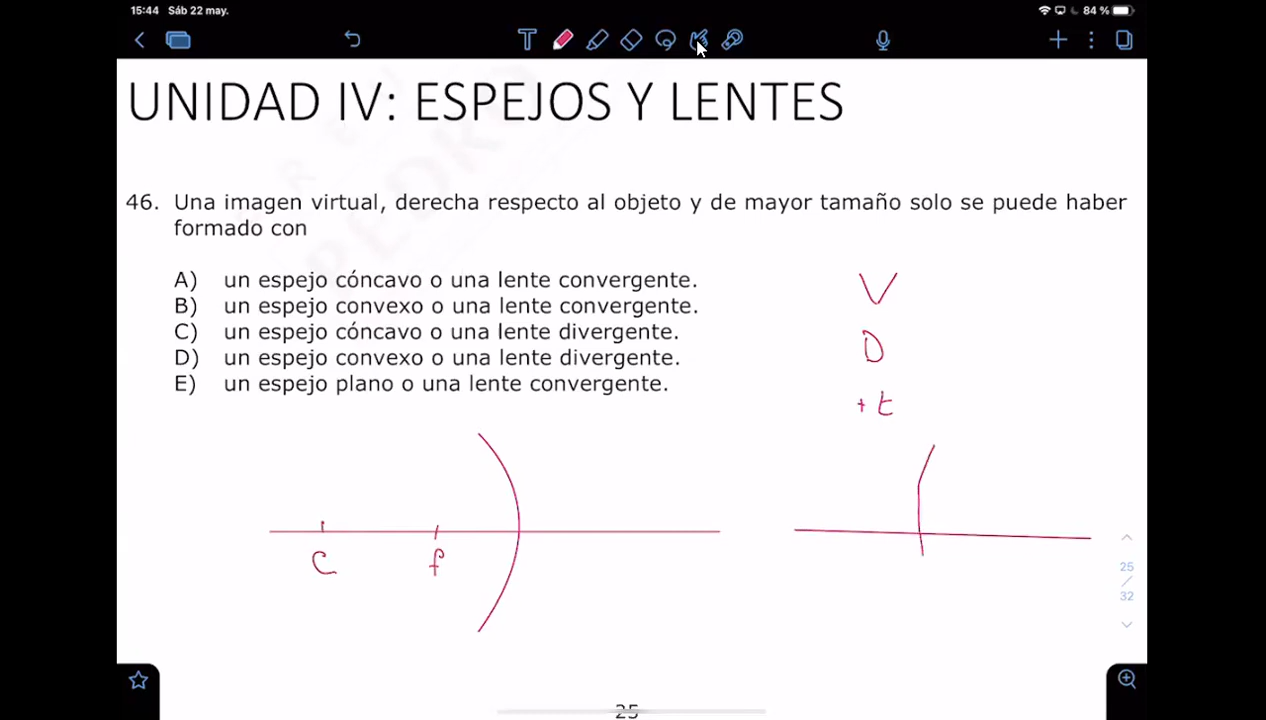 15:44 Sáb 22 may.
84 %
UNIDAD IV: ESPEJOS Y LENTES
46. Una imagen virtual, derecha respecto al objeto y de mayor tamaño solo se puede haber
formado con
A) un espejo cóncavo o una lente convergente.
B) un espejo convexo o una lente convergente.
C) un espejo cóncavo o una lente divergente.
D) un espejo convexo o una lente divergente.
E) un espejo plano o una lente convergente.
V
D
+ t
C f
25
/
32
25